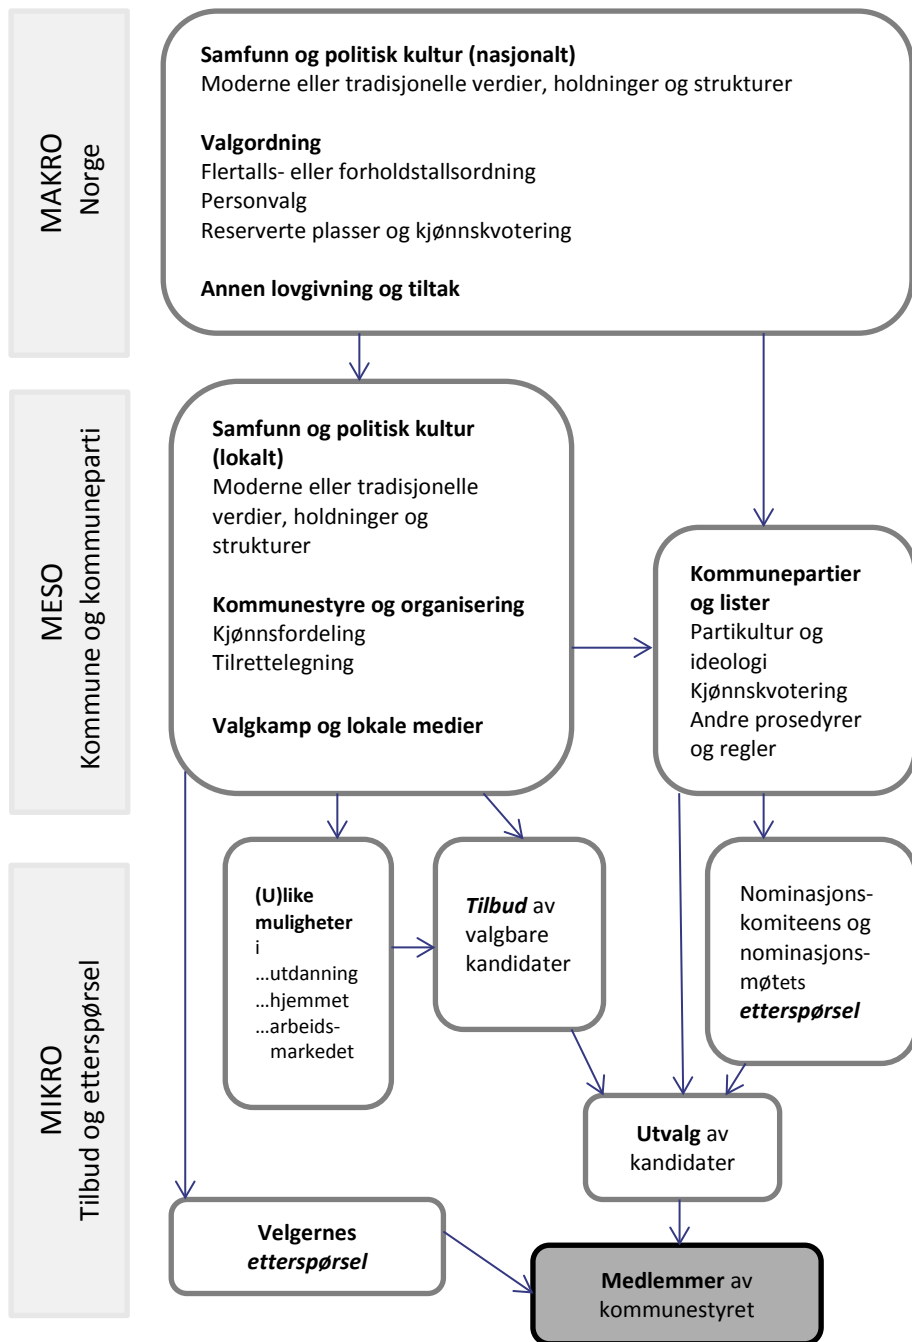 MAKRO
Norge
Samfunn og politisk kultur (nasjonalt)
Moderne eller tradisjonelle verdier, holdninger og strukturer
Valgordning
Flertalls- eller forholdstallsordning
Personvalg
Reserverte plasser og kjønnskvotering
Annen lovgivning og tiltak
MESO
Kommune og kommuneparti
Samfunn og politisk kultur
(lokalt)
Moderne eller tradisjonelle
verdier, holdninger og
strukturer
Kommunestyre og organisering
Kjønnsfordeling
Tilrettelegning
Valgkamp og lokale medier
Kommunepartier
og lister
Partikultur og
ideologi
Kjønnskvotering
Andre prosedyrer
og regler
MIKRO
Tilbud og etterspørsel
(U)like
muligheter
i
...utdanning
...hjemmet
...arbeids-
markedet
Tilbud av
valgbare
kandidater
Nominasjons-
komiteens og
nominasjons-
møtets
etterspørsel
Utvalg av
kandidater
Velgernes
etterspørsel
Medlemmer av
kommunestyret